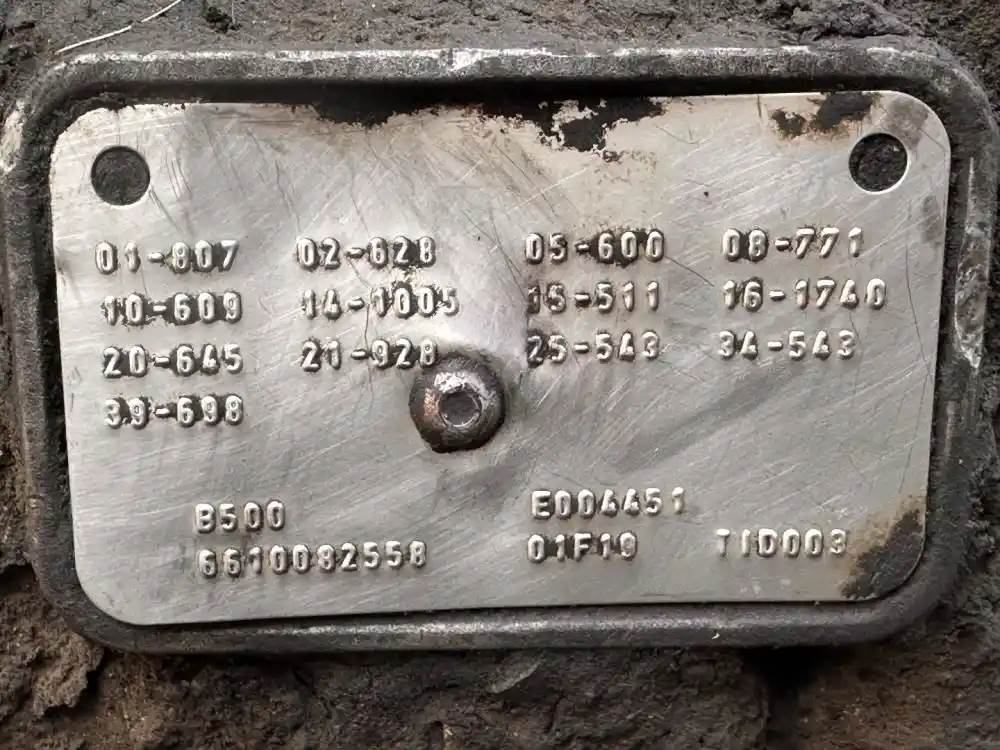 01-807 02-628 05-600 08-771
10-609 14-1005 15-511 16-1740
20-645 21-928 25-543 34-543
39-698
B500 E004451
6610082558 01F19 TID003